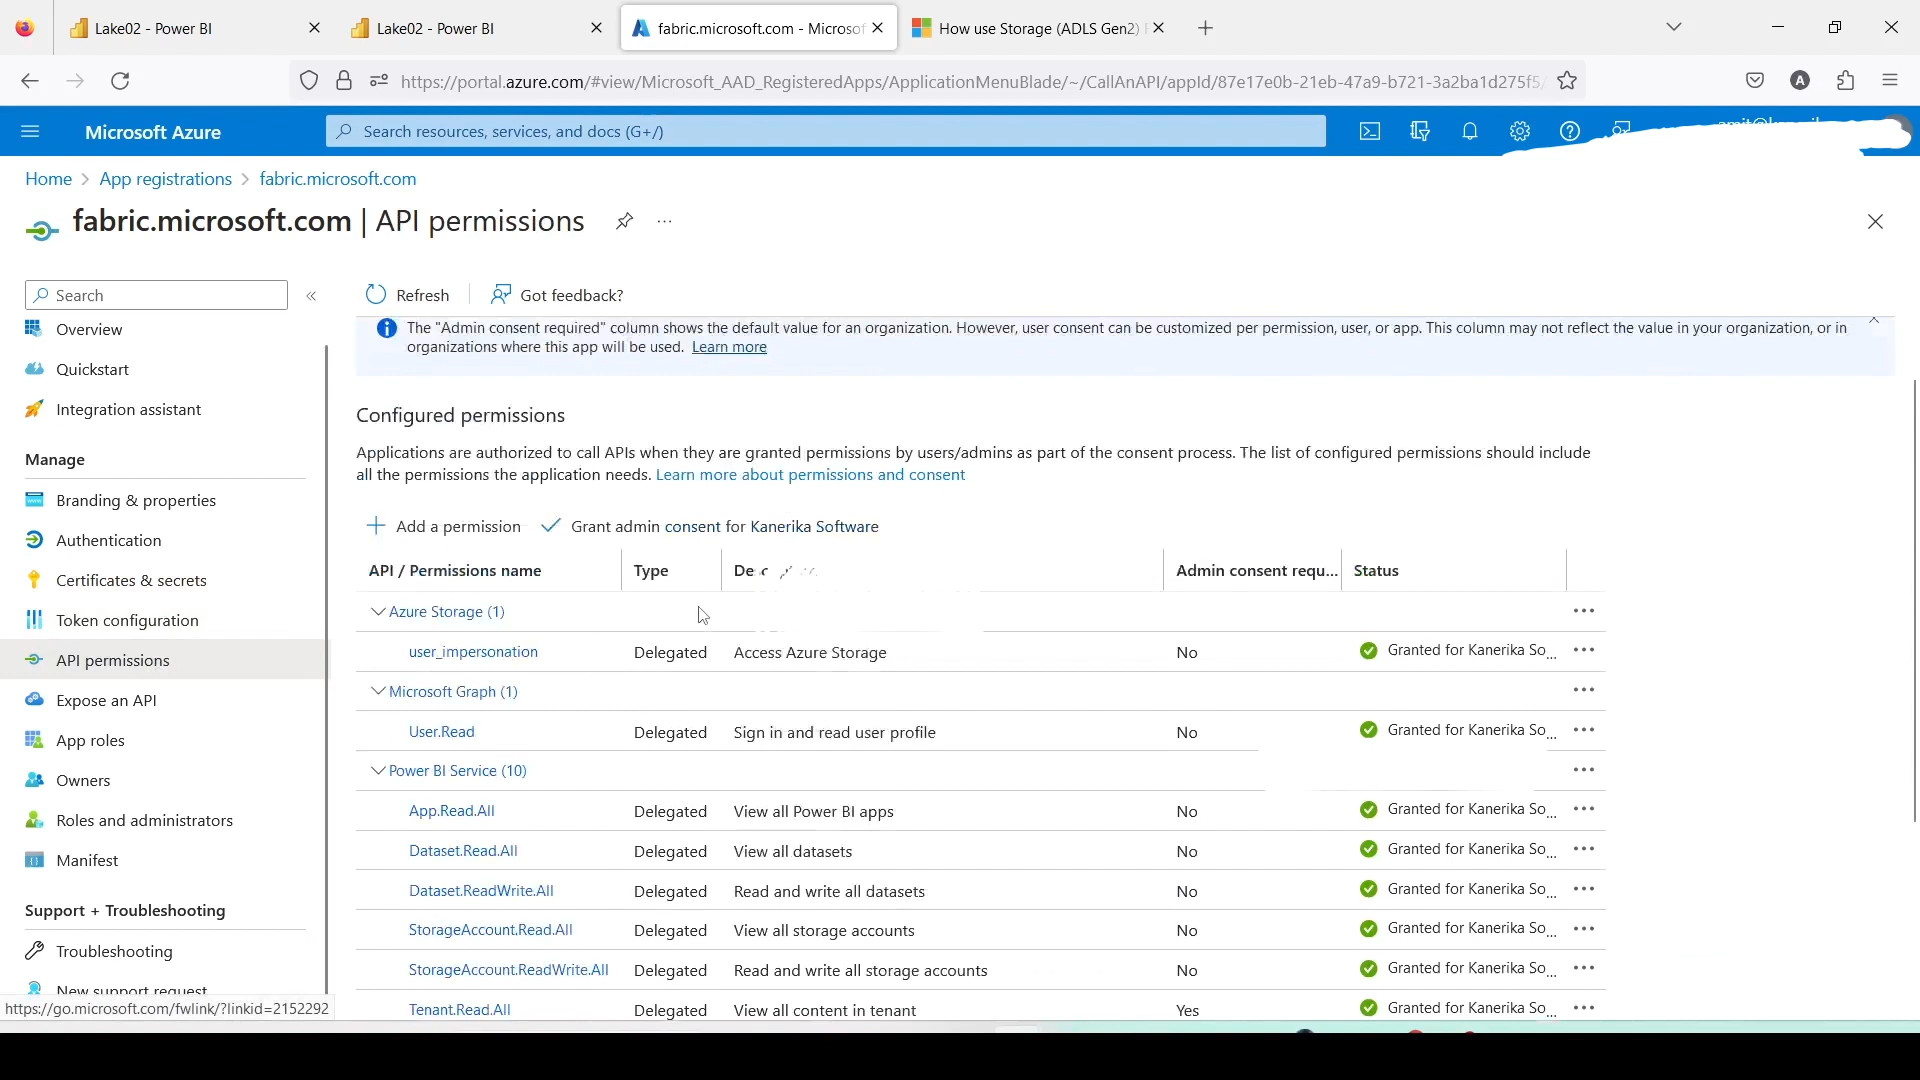 Lake02 - Power BI
Lake02 - Power BI
fabric.microsoft.com - Microsof
How use Storage (ADLS Gen2)
https://portal.azure.com/#view/Microsoft_AAD_RegisteredApps/ApplicationMenuBlade/~/CallAnAPI/appId/87e17e0b-21eb-47a9-b721-3a2ba1d275f5/
A
Microsoft Azure
Search resources, services, and docs (G+/)
Home > App registrations > fabric.microsoft.com
fabric.microsoft.com | API permissions
Search
Refresh
Got feedback?
The "Admin consent required" column shows the default value for an organization. However, user consent can be customized per permission, user, or app. This column may not reflect the value in your organization, or in
organizations where this app will be used. Learn more
Overview
Quickstart
Integration assistant
Manage
Branding & properties
Authentication
Certificates & secrets
Token configuration
API permissions
Expose an API
App roles
Owners
Roles and administrators
Manifest
Support + Troubleshooting
Troubleshooting
New support request
https://go.microsoft.com/fwlink/?linkid=2152292
Configured permissions
Applications are authorized to call APIs when they are granted permissions by users/admins as part of the consent process. The list of configured permissions should include
all the permissions the application needs. Learn more about permissions and consent
Add a permission
Grant admin consent for Kanerika Software
API / Permissions name Type Admin consent requ... Status
Azure Storage (1)
user_impersonation Delegated Access Azure Storage No Granted for Kanerika So...
Microsoft Graph (1)
User.Read Delegated Sign in and read user profile No Granted for Kanerika So...
Power BI Service (10)
App.Read.All Delegated View all Power BI apps No Granted for Kanerika So...
Dataset.Read.All Delegated View all datasets No Granted for Kanerika So...
Dataset.ReadWrite.All Delegated Read and write all datasets No Granted for Kanerika So...
StorageAccount.Read.All Delegated View all storage accounts No Granted for Kanerika So...
StorageAccount.ReadWrite.All Delegated Read and write all storage accounts No Granted for Kanerika So...
Tenant.Read.All Delegated View all content in tenant Yes Granted for Kanerika So...